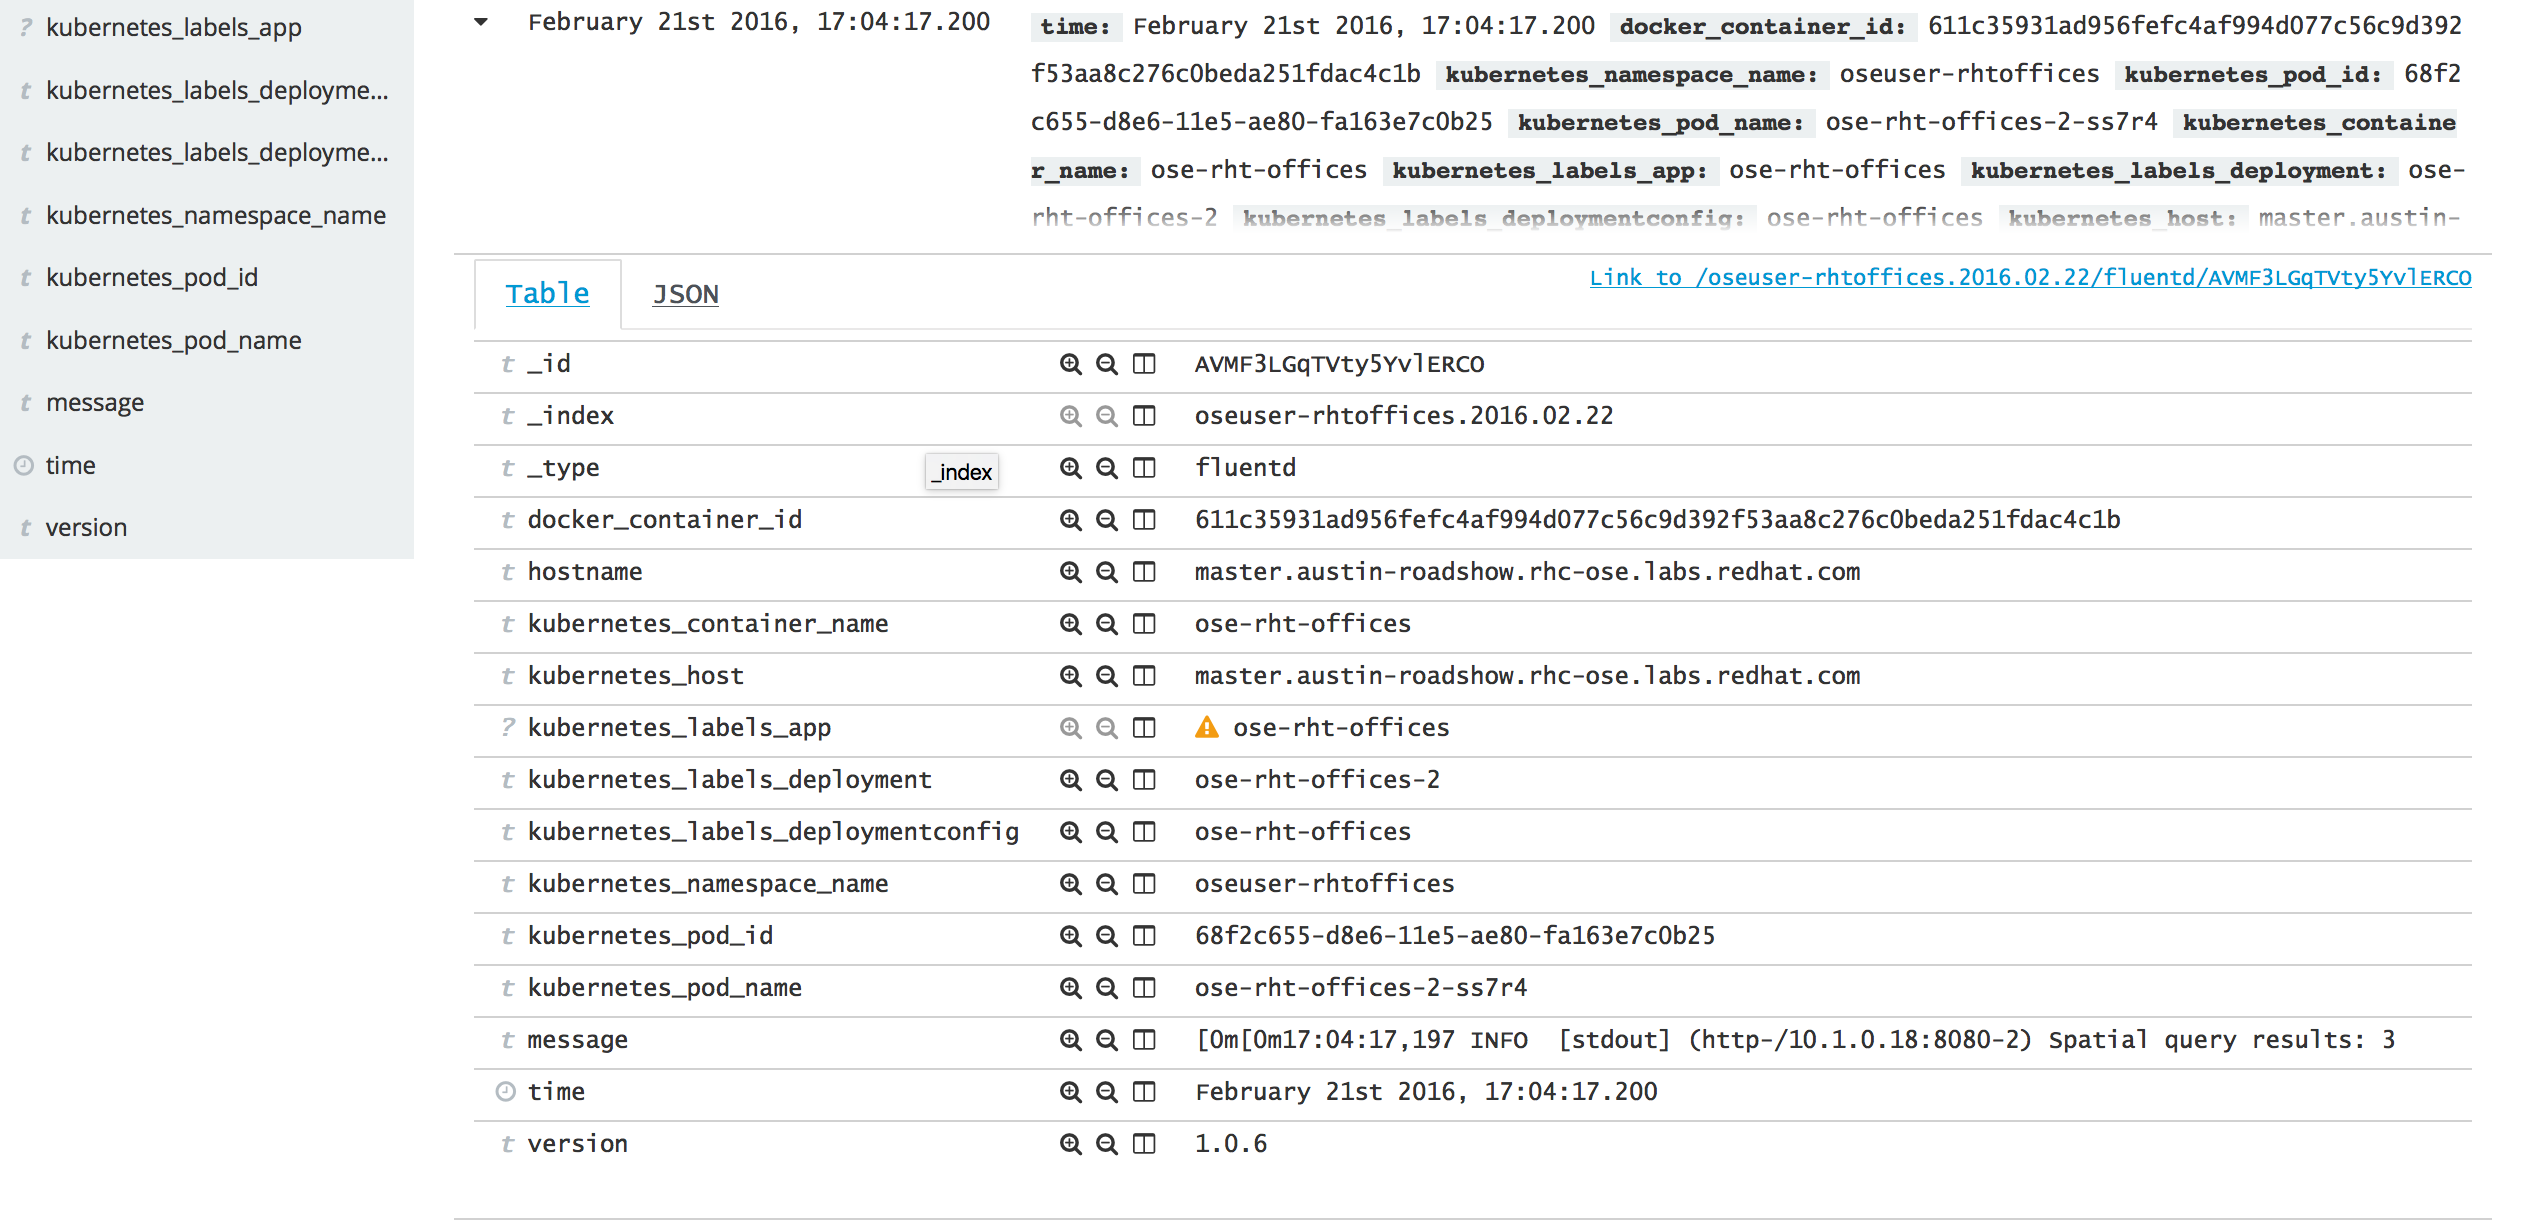 ? kubernetes_labels_app
t kubernetes_labels_deployme...
t kubernetes_labels_deployme...
t kubernetes_namespace_name
t kubernetes_pod_id
t kubernetes_pod_name
t message
time
t version
February 21st 2016, 17:04:17.200
time: February 21st 2016, 17:04:17.200 docker_container_id: 611c35931ad956fefc4af994d077c56c9d392
f53aa8c276c0beda251fdac4c1b kubernetes_namespace_name: oseuser-rhtoffices kubernetes_pod_id: 68f2
c655-d8e6-11e5-ae80-fa163e7c0b25 kubernetes_pod_name: ose-rht-offices-2-ss7r4 kubernetes_containe
r_name: ose-rht-offices kubernetes_labels_app: ose-rht-offices kubernetes_labels_deployment: ose-
rht-offices-2 kubernetes_labels_deploymentconfig: ose-rht-offices kubernetes_host: master.austin-
Table JSON
Link to /oseuser-rhtoffices.2016.02.22/fluentd/AVMF3LGqTVty5YvlERCO
t _id AVMF3LGqTVty5YvlERCO
t _index oseuser-rhtoffices.2016.02.22
t _type fluentd
_index
t docker_container_id 611c35931ad956fefc4af994d077c56c9d392f53aa8c276c0beda251fdac4c1b
t hostname master.austin-roadshow.rhc-ose.labs.redhat.com
t kubernetes_container_name ose-rht-offices
t kubernetes_host master.austin-roadshow.rhc-ose.labs.redhat.com
? kubernetes_labels_app ose-rht-offices
t kubernetes_labels_deployment ose-rht-offices-2
t kubernetes_labels_deploymentconfig ose-rht-offices
t kubernetes_namespace_name oseuser-rhtoffices
t kubernetes_pod_id 68f2c655-d8e6-11e5-ae80-fa163e7c0b25
t kubernetes_pod_name ose-rht-offices-2-ss7r4
t message [0m[0m17:04:17,197 INFO  [stdout] (http-/10.1.0.18:8080-2) Spatial query results: 3
time February 21st 2016, 17:04:17.200
t version 1.0.6